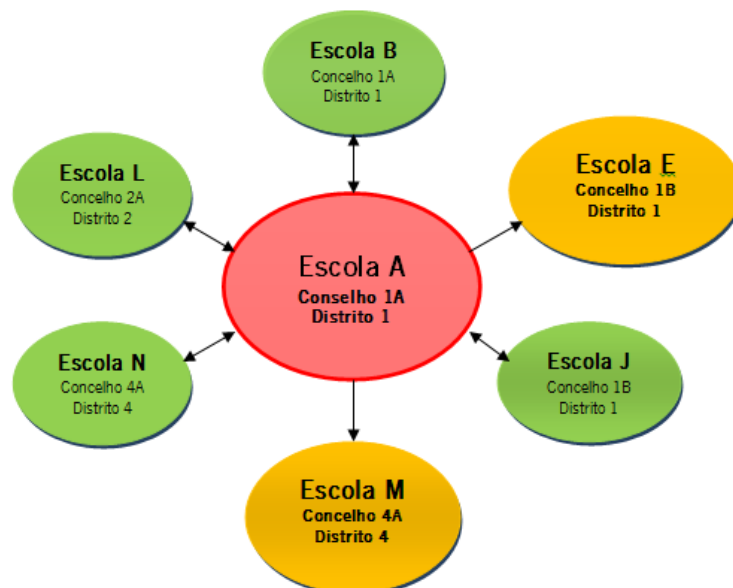 Escola B
Concelho 1A
Distrito 1
Escola L
Concelho 2A
Distrito 2
Escola E
Concelho 1B
Distrito 1
Escola A
Conselho 1A
Distrito 1
Escola N
Concelho 4A
Distrito 4
Escola J
Concelho 1B
Distrito 1
Escola M
Concelho 4A
Distrito 4